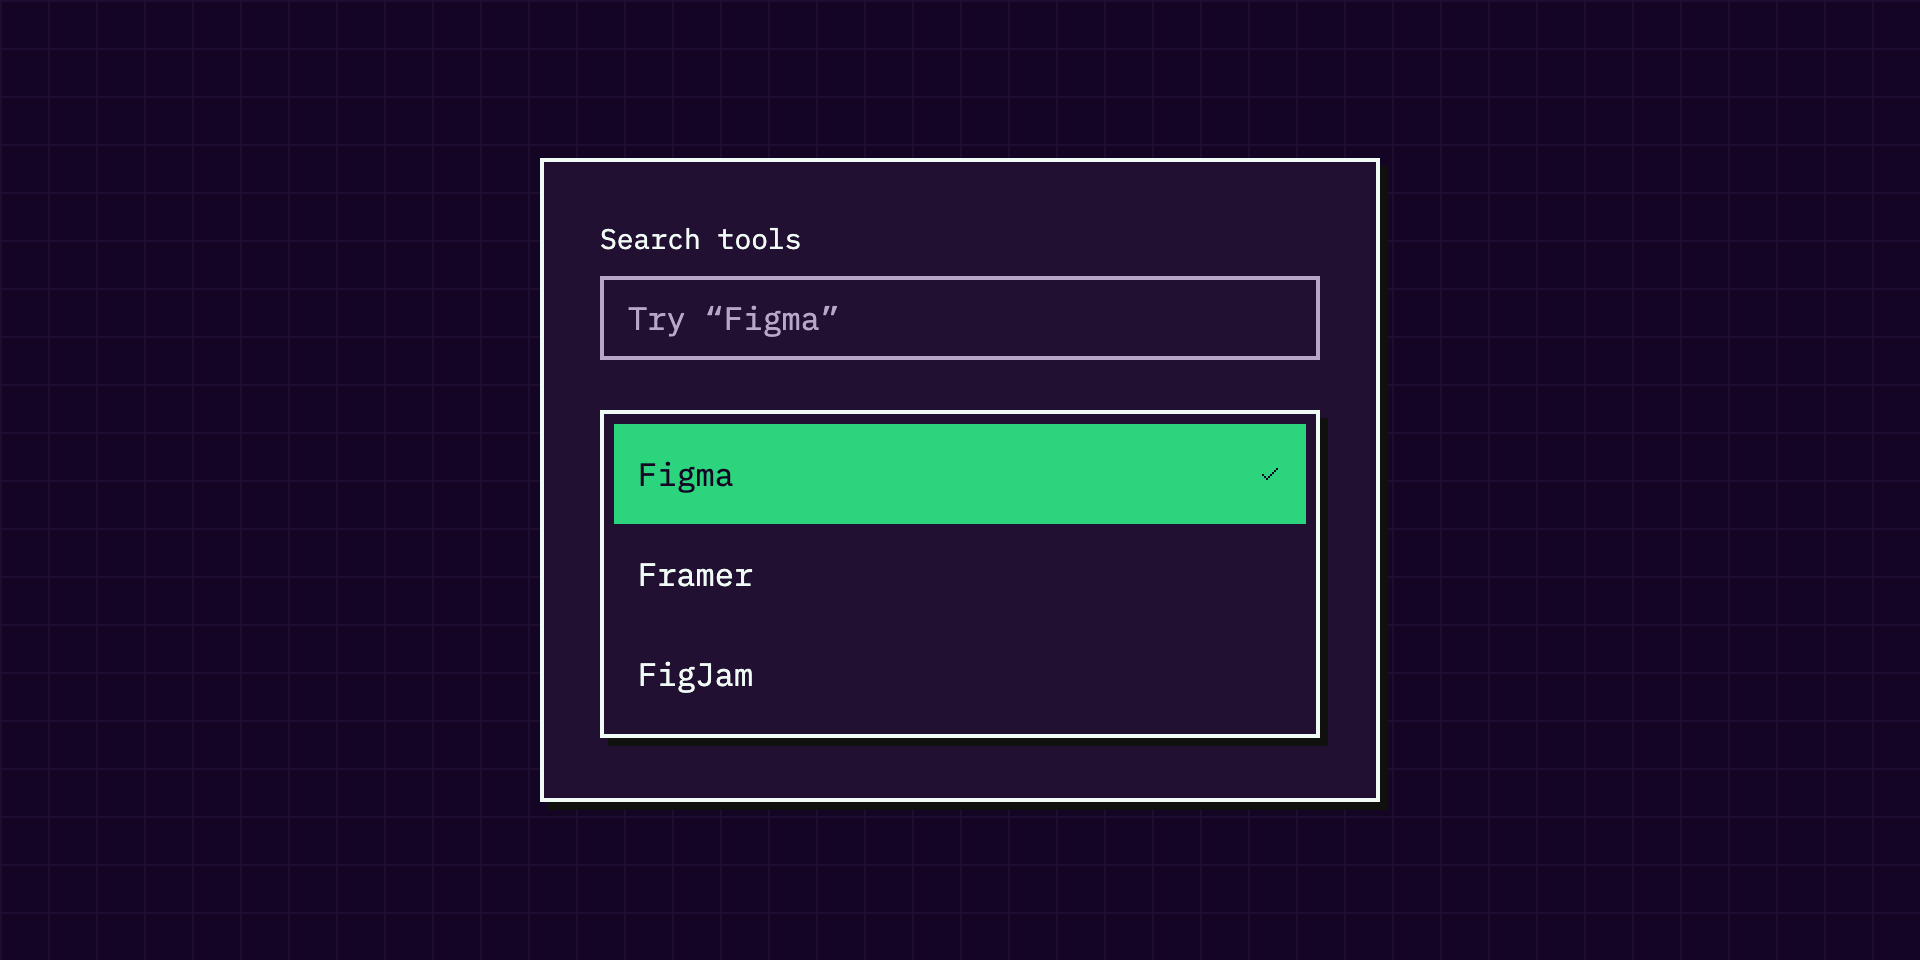 Search tools
Try “Figma”
Figma
Framer
FigJam